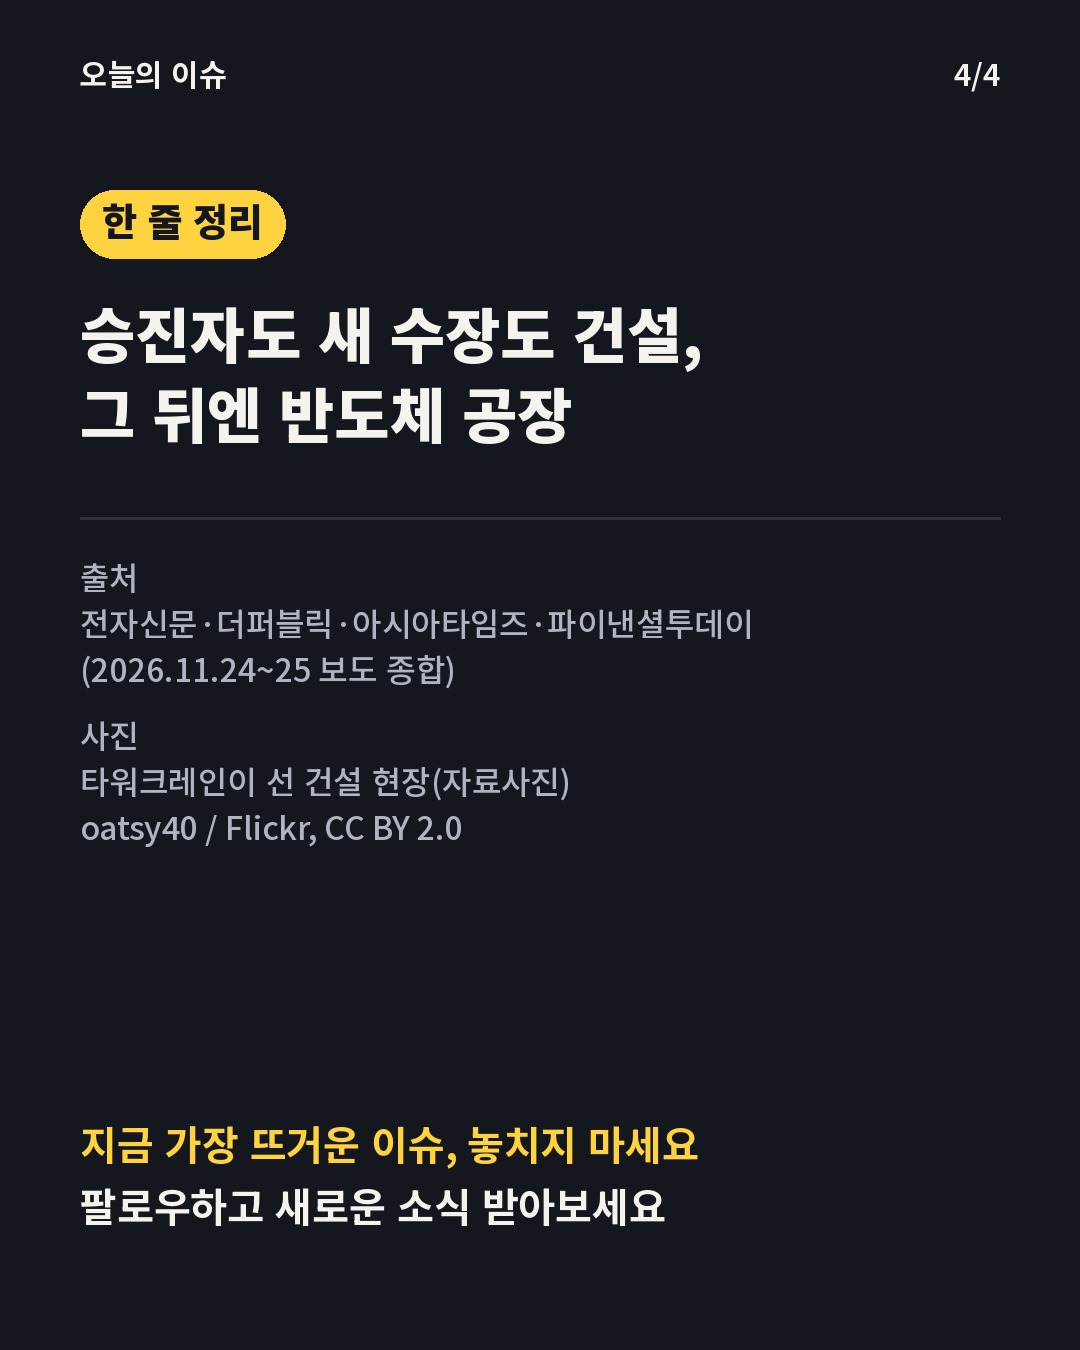 오늘의 이슈
4/4
한 줄 정리
승진자도 새 수장도 건설,
그 뒤엔 반도체 공장
출처
전자신문·더퍼블릭·아시아타임즈·파이낸셜투데이
(2026.11.24~25 보도 종합)
사진
타워크레인이 선 건설 현장(자료사진)
oatsy40 / Flickr, CC BY 2.0
지금 가장 뜨거운 이슈, 놓치지 마세요
팔로우하고 새로운 소식 받아보세요